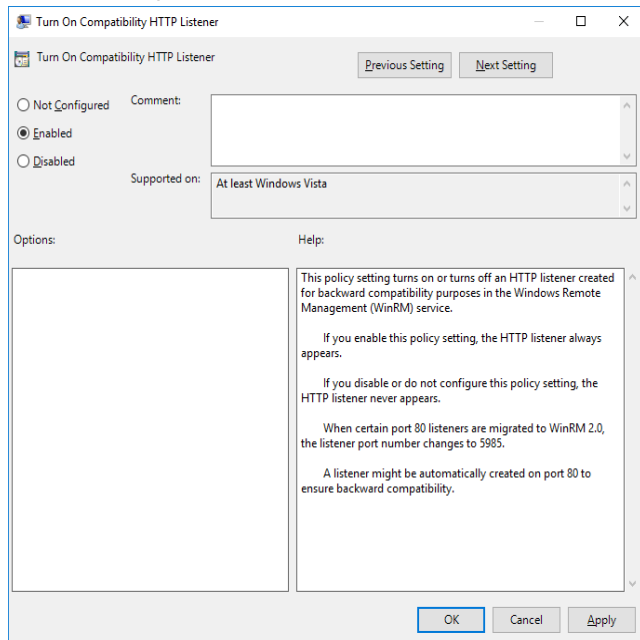 Turn On Compatibility HTTP Listener
Turn On Compatibility HTTP Listener
Previous Setting
Next Setting
Not Configured
Comment:
Enabled
Disabled
Supported on:
At least Windows Vista
Options:
Help:
This policy setting turns on or turns off an HTTP listener created
for backward compatibility purposes in the Windows Remote
Management (WinRM) service.
If you enable this policy setting, the HTTP listener always
appears.
If you disable or do not configure this policy setting, the
HTTP listener never appears.
When certain port 80 listeners are migrated to WinRM 2.0,
the listener port number changes to 5985.
A listener might be automatically created on port 80 to
ensure backward compatibility.
OK
Cancel
Apply